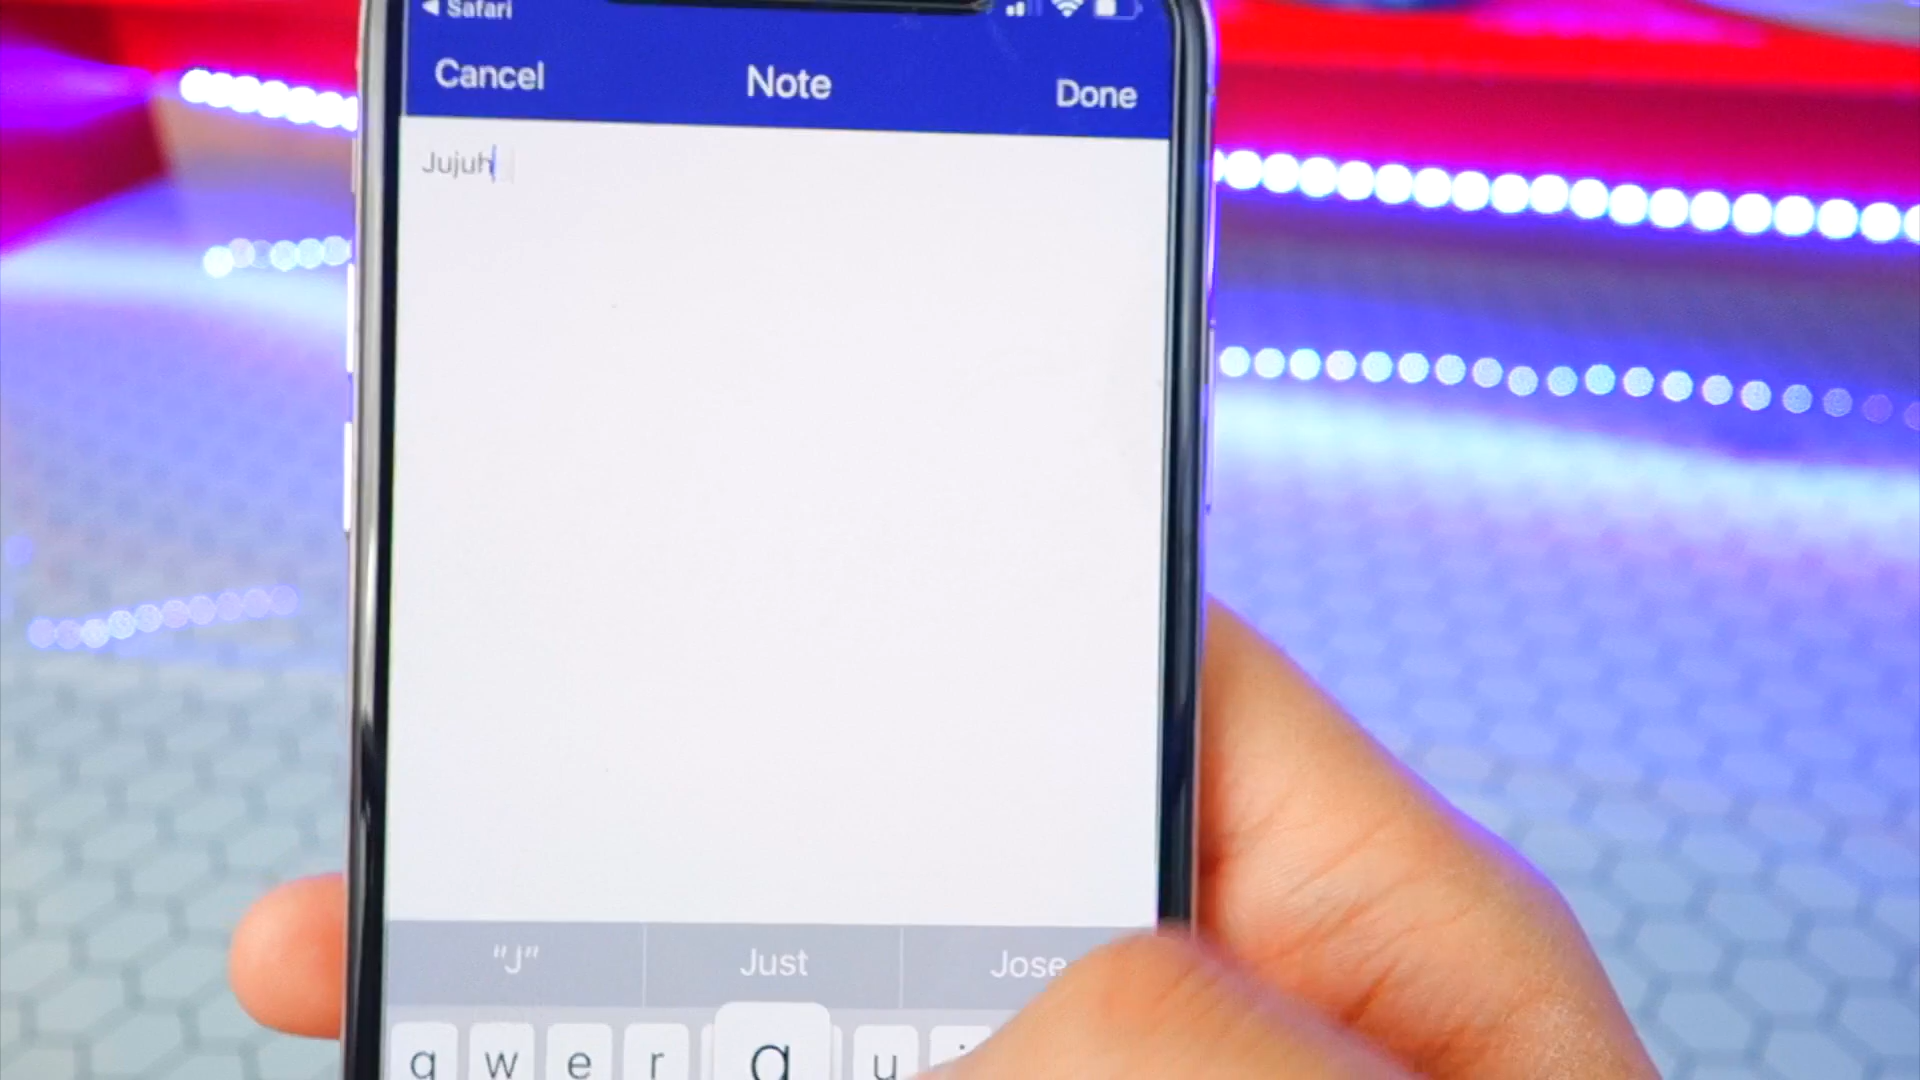 ◀ Safari
Cancel Note Done
Jujuh
"J" Just Jose
q w e r g u i